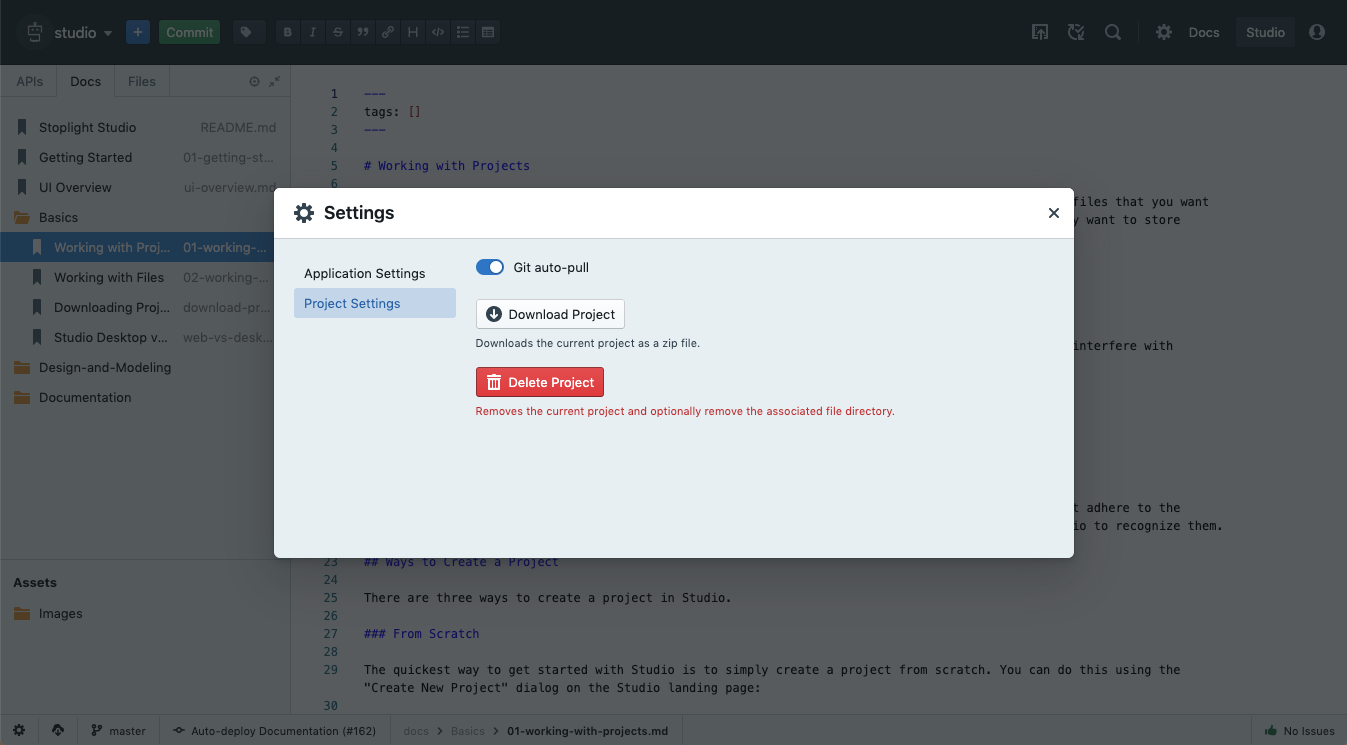 studio
+
Commit
B I S H
Docs
Studio
APIs
Docs
Files
Stoplight Studio README.md
Getting Started 01-getting-st...
UI Overview ui-overview.md
Basics
Working with Proj... 01-working-...
Working with Files 02-working-...
Downloading Proj... download-pr...
Studio Desktop v... web-vs-desk...
Design-and-Modeling
Documentation
Assets
Images
1 ---
2 tags: []
3 ---
4
5 # Working with Projects
6
files that you want
want to store
interfere with
adhere to the
to recognize them.
Settings
Application Settings
Project Settings
Git auto-pull
Download Project
Downloads the current project as a zip file.
Delete Project
Removes the current project and optionally remove the associated file directory.
23 ## Ways to Create a Project
24
25 There are three ways to create a project in Studio.
26
27 ### From Scratch
28
29 The quickest way to get started with Studio is to simply create a project from scratch. You can do this using the
"Create New Project" dialog on the Studio landing page:
30
master
Auto-deploy Documentation (#162)
docs > Basics > 01-working-with-projects.md
No Issues